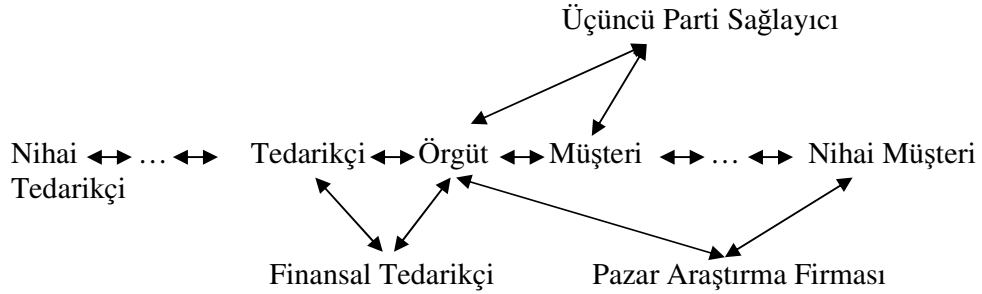 Üçüncü Parti Sağlayıcı
Nihai … Tedarikçi Örgüt Müşteri … Nihai Müşteri
Tedarikçi
Finansal Tedarikçi Pazar Araştırma Firması